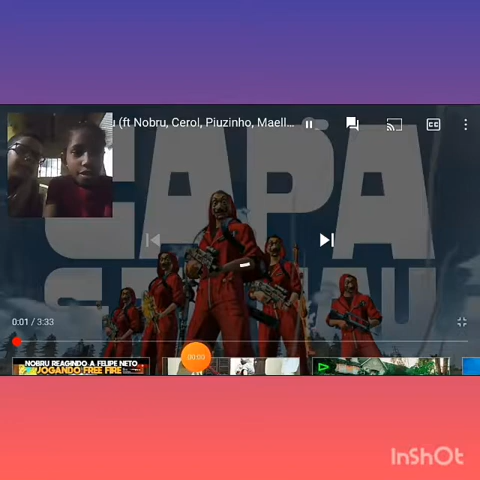 u (ft Nobru, Cerol, Piuzinho, Maell...
CC
CAPA
0:01 / 3:33
00:00
NOBRU REAGINDO A FELIPE NETO
JOGANDO FREE FIRE
InShOt